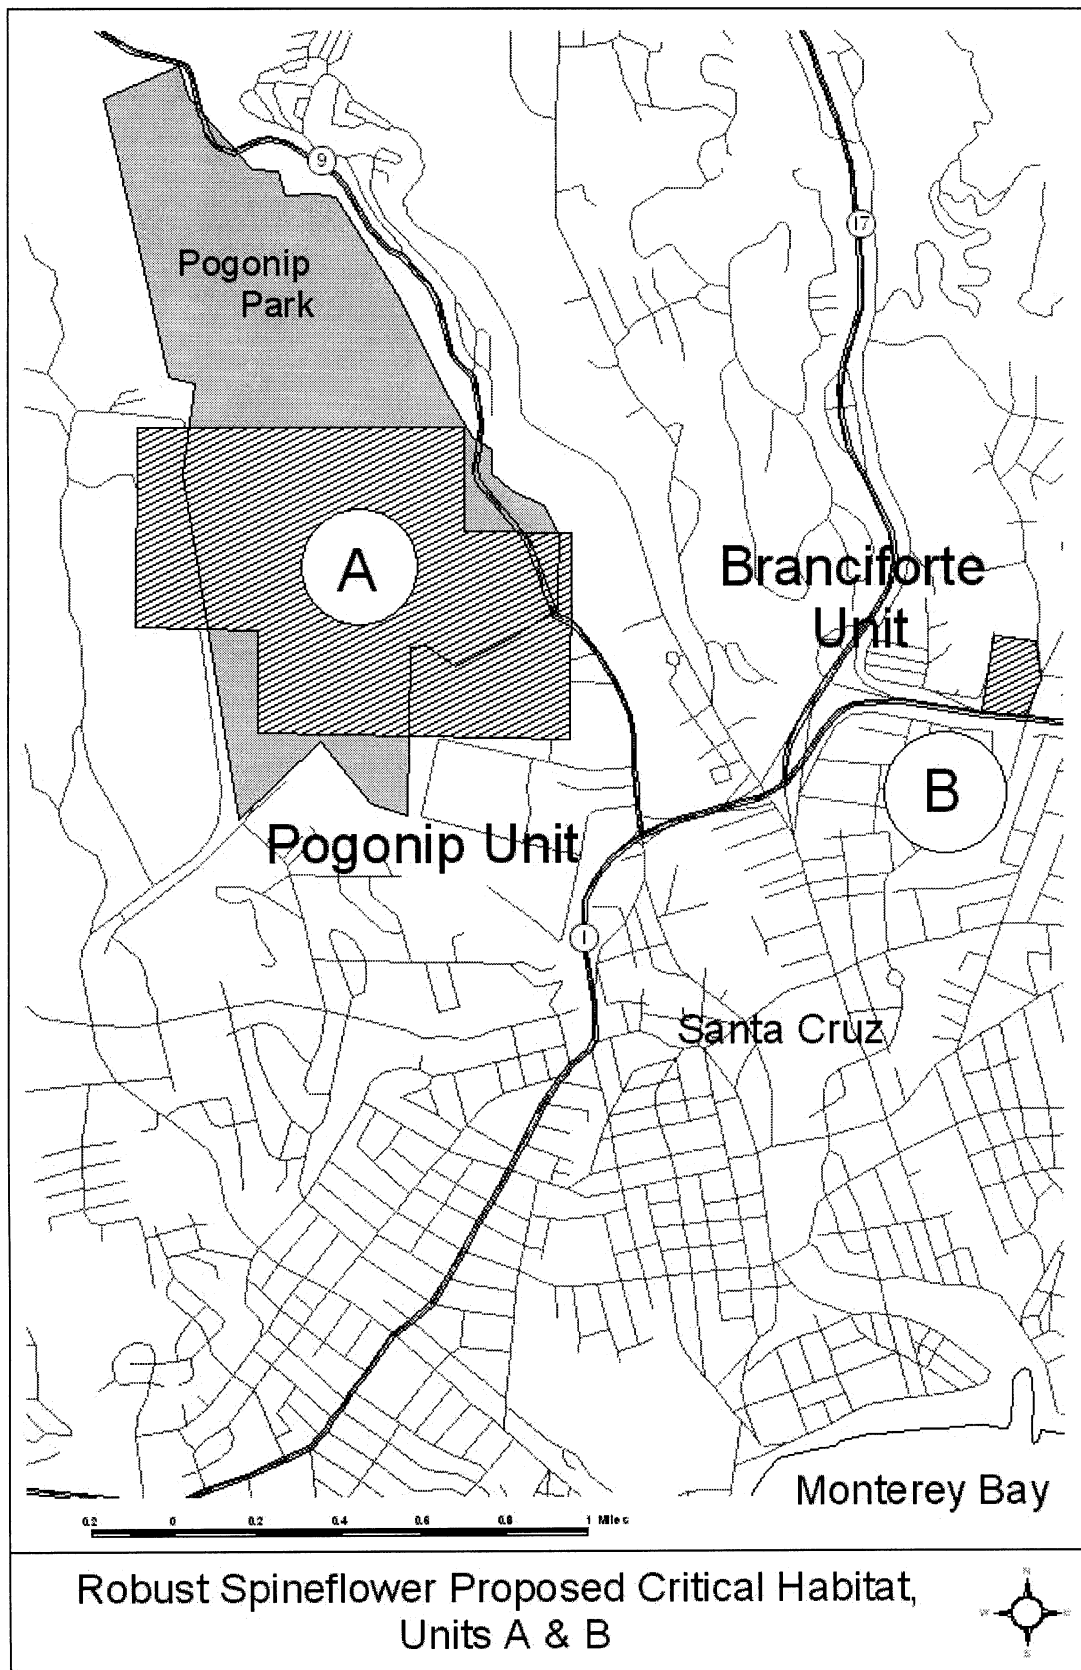 9
17
Pogonip
Park
A
Branciforte
Unit
B
Pogonip Unit
1
Santa Cruz
Monterey Bay
0.2 0 0.2 0.4 0.6 0.8 1 Miles
Robust Spineflower Proposed Critical Habitat,
Units A & B
N
W E
S